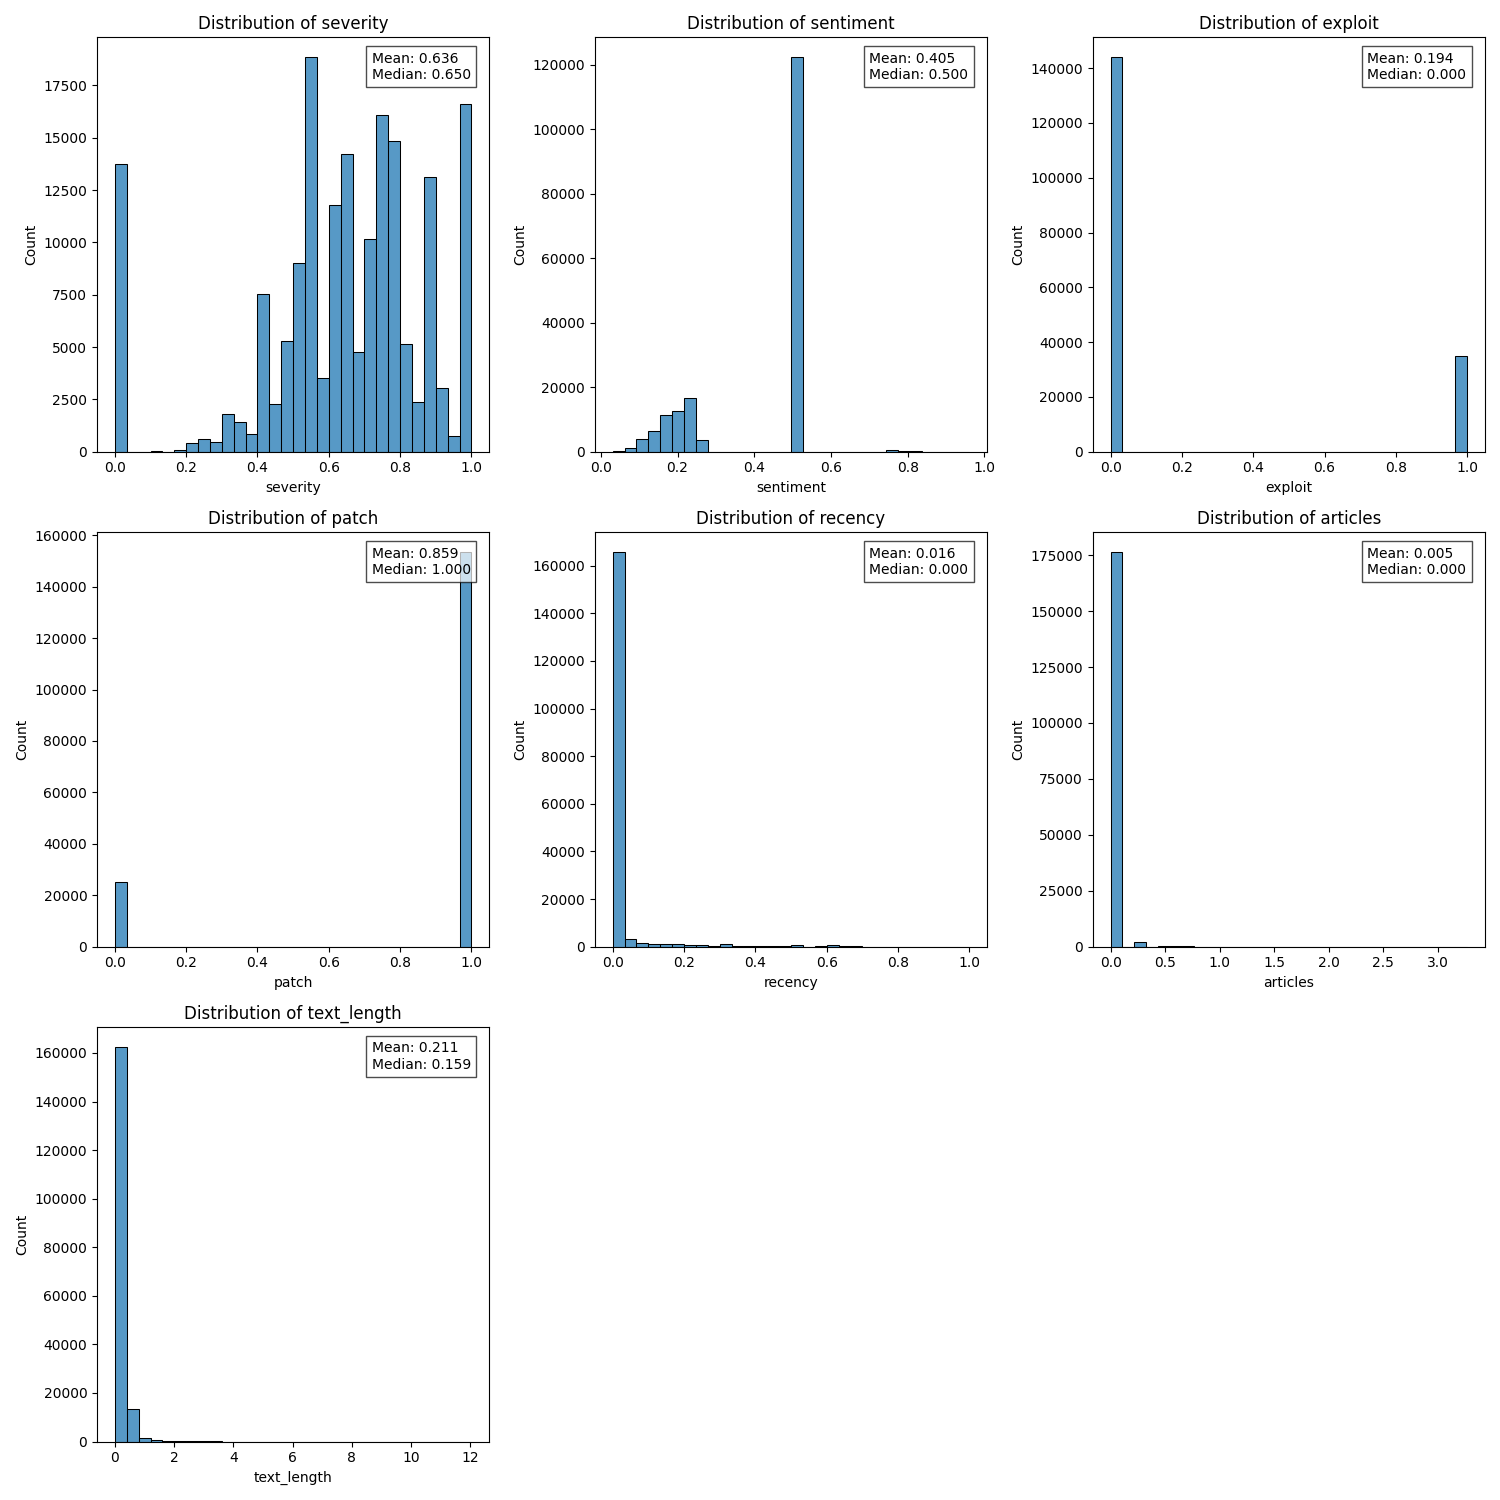 Distribution of severity
Mean: 0.636
Median: 0.650
17500
15000
12500
10000
7500
5000
2500
0
Count
0.0 0.2 0.4 0.6 0.8 1.0
severity
Distribution of sentiment
Mean: 0.405
Median: 0.500
120000
100000
80000
60000
40000
20000
0
Count
0.0 0.2 0.4 0.6 0.8 1.0
sentiment
Distribution of exploit
Mean: 0.194
Median: 0.000
140000
120000
100000
80000
60000
40000
20000
0
Count
0.0 0.2 0.4 0.6 0.8 1.0
exploit
Distribution of patch
Mean: 0.859
Median: 1.000
160000
140000
120000
100000
80000
60000
40000
20000
0
Count
0.0 0.2 0.4 0.6 0.8 1.0
patch
Distribution of recency
Mean: 0.016
Median: 0.000
160000
140000
120000
100000
80000
60000
40000
20000
0
Count
0.0 0.2 0.4 0.6 0.8 1.0
recency
Distribution of articles
Mean: 0.005
Median: 0.000
175000
150000
125000
100000
75000
50000
25000
0
Count
0.0 0.5 1.0 1.5 2.0 2.5 3.0
articles
Distribution of text_length
Mean: 0.211
Median: 0.159
160000
140000
120000
100000
80000
60000
40000
20000
0
Count
0 2 4 6 8 10 12
text_length